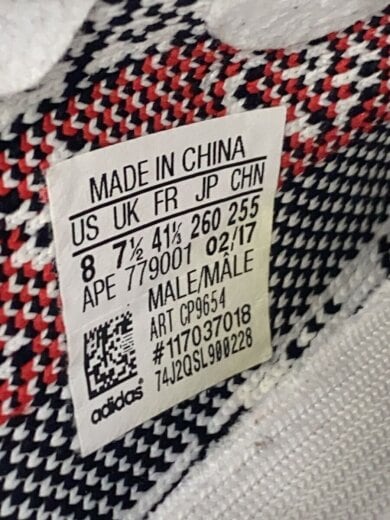 MADE IN CHINA
US UK FR JP CHN
8 7½ 41⅓ 260 255
APE 779001 02/17
MALE/MÂLE
ART CP9654
#117037018
74J2QSL900228
adidas®